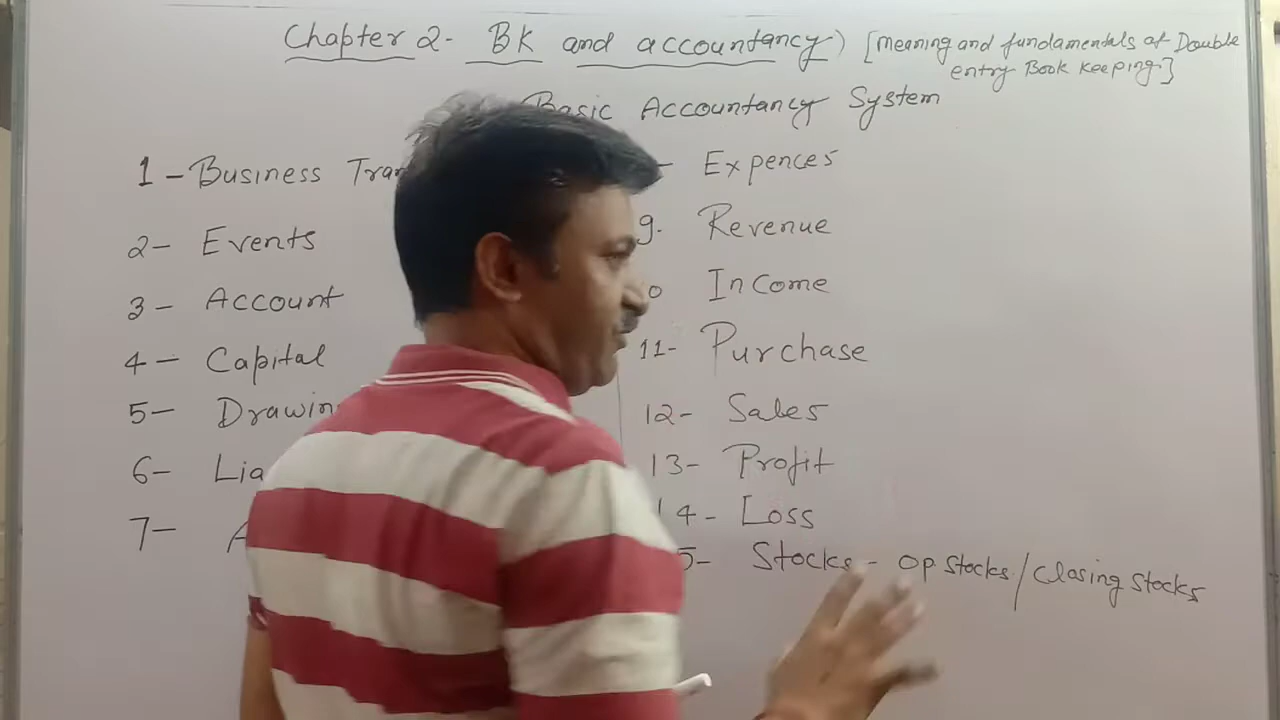 Chapter 2- BK and accountancy) [Meaning and fundamentals of Double
entry Book Keeping.]
Basic Accountancy System
1 - Business
2- Events
3- Account
4- Capital
5-
6-
7-
Expences
9. Revenue
Income
11- Purchase
12- Sales
13- Profit
14- Loss
5- Stocks - Op stocks / Closing stocks